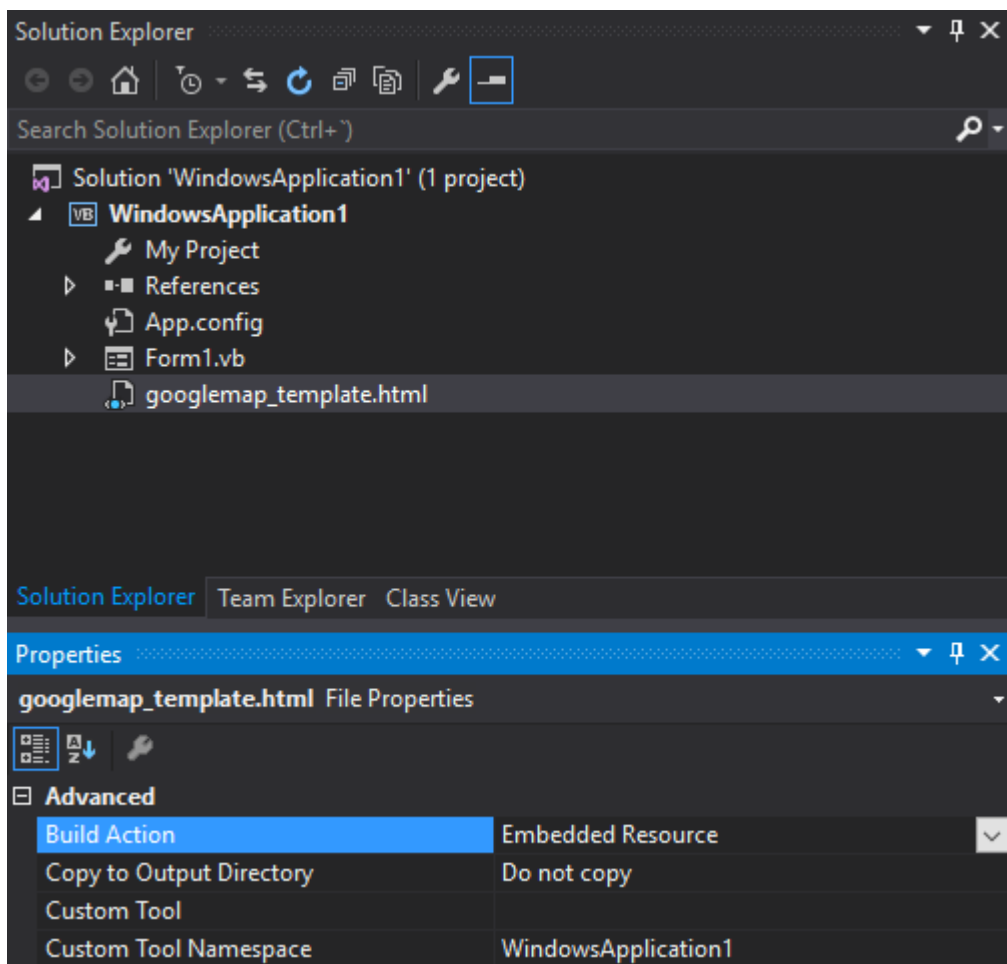 Solution Explorer
Search Solution Explorer (Ctrl+`)
Solution 'WindowsApplication1' (1 project)
VB WindowsApplication1
My Project
References
App.config
Form1.vb
googlemap_template.html
Solution Explorer Team Explorer Class View
Properties
googlemap_template.html File Properties
A Z
Advanced
Build Action Embedded Resource
Copy to Output Directory Do not copy
Custom Tool
Custom Tool Namespace WindowsApplication1